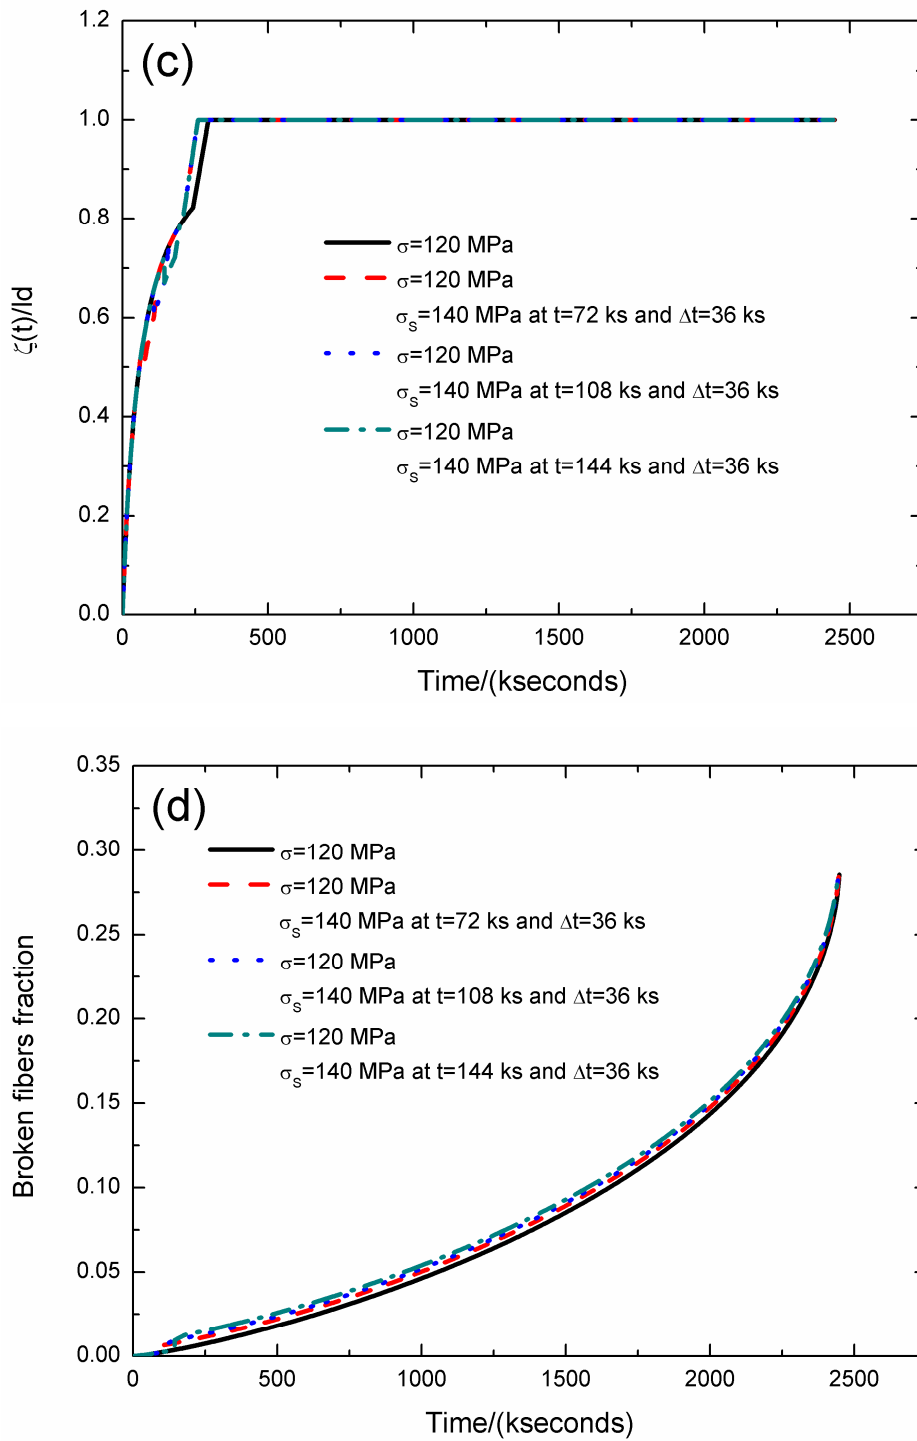 (c)
1.2
1.0
0.8
0.6
0.4
0.2
0.0
ζ(t)/ld
σ=120 MPa
σ=120 MPa
σS=140 MPa at t=72 ks and Δt=36 ks
σ=120 MPa
σS=140 MPa at t=108 ks and Δt=36 ks
σ=120 MPa
σS=140 MPa at t=144 ks and Δt=36 ks
0 500 1000 1500 2000 2500
Time/(kseconds)
(d)
0.35
0.30
0.25
0.20
0.15
0.10
0.05
0.00
Broken fibers fraction
σ=120 MPa
σ=120 MPa
σS=140 MPa at t=72 ks and Δt=36 ks
σ=120 MPa
σS=140 MPa at t=108 ks and Δt=36 ks
σ=120 MPa
σS=140 MPa at t=144 ks and Δt=36 ks
0 500 1000 1500 2000 2500
Time/(kseconds)